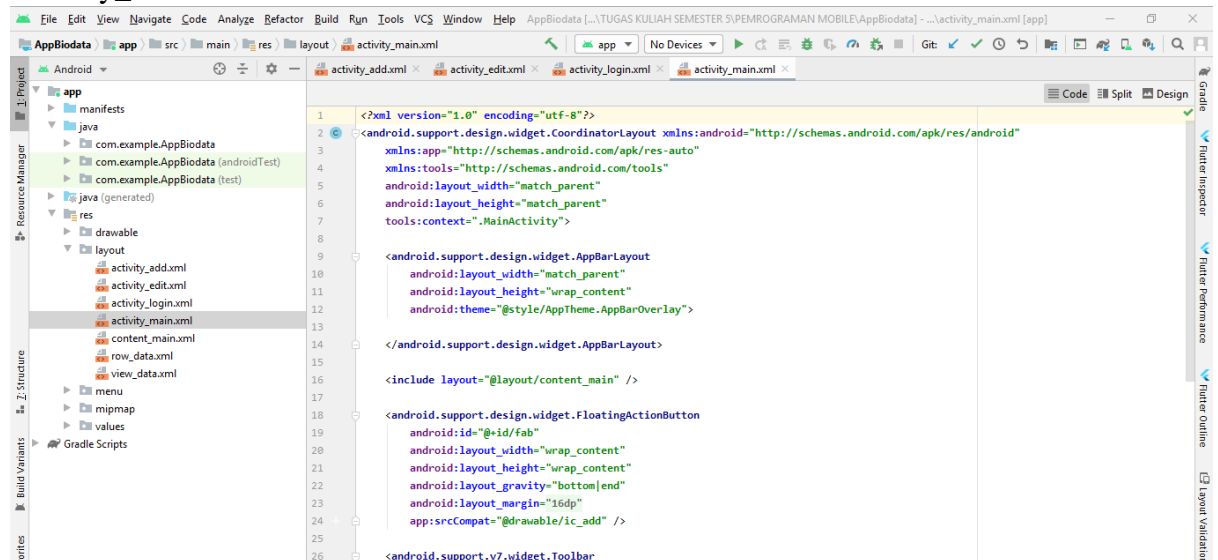 File Edit View Navigate Code Analyze Refactor Build Run Tools VCS Window Help AppBiodata [...\TUGAS KULIAH SEMESTER 5\PEMROGRAMAN MOBILE\AppBiodata] - ...\activity_main.xml [app]
AppBiodata app src main res layout activity_main.xml app No Devices Git:
Android activity_add.xml activity_edit.xml activity_login.xml activity_main.xml
Code Split Design
1: Project
Resource Manager
Z: Structure
Build Variants
app
manifests
java
com.example.AppBiodata
com.example.AppBiodata (androidTest)
com.example.AppBiodata (test)
java (generated)
res
drawable
layout
activity_add.xml
activity_edit.xml
activity_login.xml
activity_main.xml
content_main.xml
row_data.xml
view_data.xml
menu
mipmap
values
Gradle Scripts
1 <?xml version="1.0" encoding="utf-8"?>
2 <android.support.design.widget.CoordinatorLayout xmlns:android="http://schemas.android.com/apk/res/android"
3 xmlns:app="http://schemas.android.com/apk/res-auto"
4 xmlns:tools="http://schemas.android.com/tools"
5 android:layout_width="match_parent"
6 android:layout_height="match_parent"
7 tools:context=".MainActivity">
8
9 <android.support.design.widget.AppBarLayout
10 android:layout_width="match_parent"
11 android:layout_height="wrap_content"
12 android:theme="@style/AppTheme.AppBarOverlay">
13
14 </android.support.design.widget.AppBarLayout>
15
16 <include layout="@layout/content_main" />
17
18 <android.support.design.widget.FloatingActionButton
19 android:id="@+id/fab"
20 android:layout_width="wrap_content"
21 android:layout_height="wrap_content"
22 android:layout_gravity="bottom|end"
23 android:layout_margin="16dp"
24 app:srcCompat="@drawable/ic_add" />
25
26 <android.support.v7.widget.Toolbar
Gradle
Flutter Inspector
Flutter Performance
Flutter Outline
Layout Validation